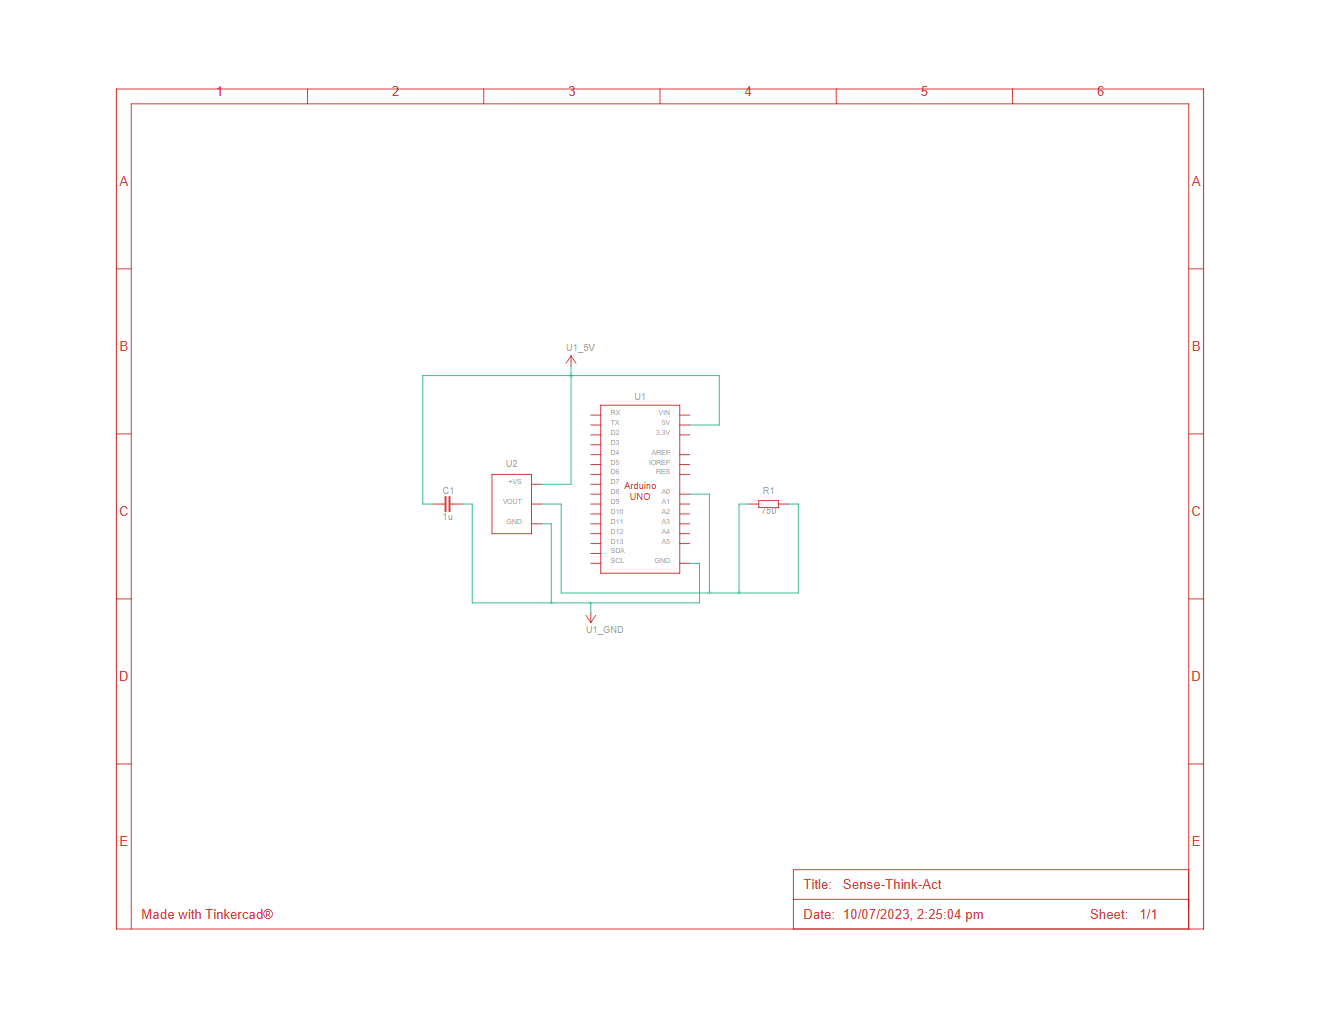 1 2 3 4 5 6
A A
B B
U1_5V
U1
RX VIN
TX 5V
D2 3.3V
D3
D4 AREF
D5 IOREF
D6 RES
D7
D8 A0
D9 A1
D10 A2
D11 A3
D12 A4
D13 A5
SDA
SCL GND
Arduino
UNO
U2
+VS
VOUT
GND
C1
1u
R1
750
C C
U1_GND
D D
E E
Title: Sense-Think-Act
Made with Tinkercad®
Date: 10/07/2023, 2:25:04 pm Sheet: 1/1